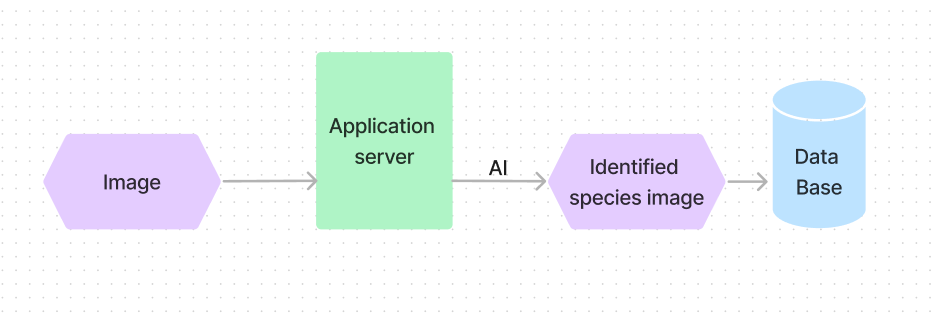 Image
Application
server
AI
Identified
species image
Data
Base